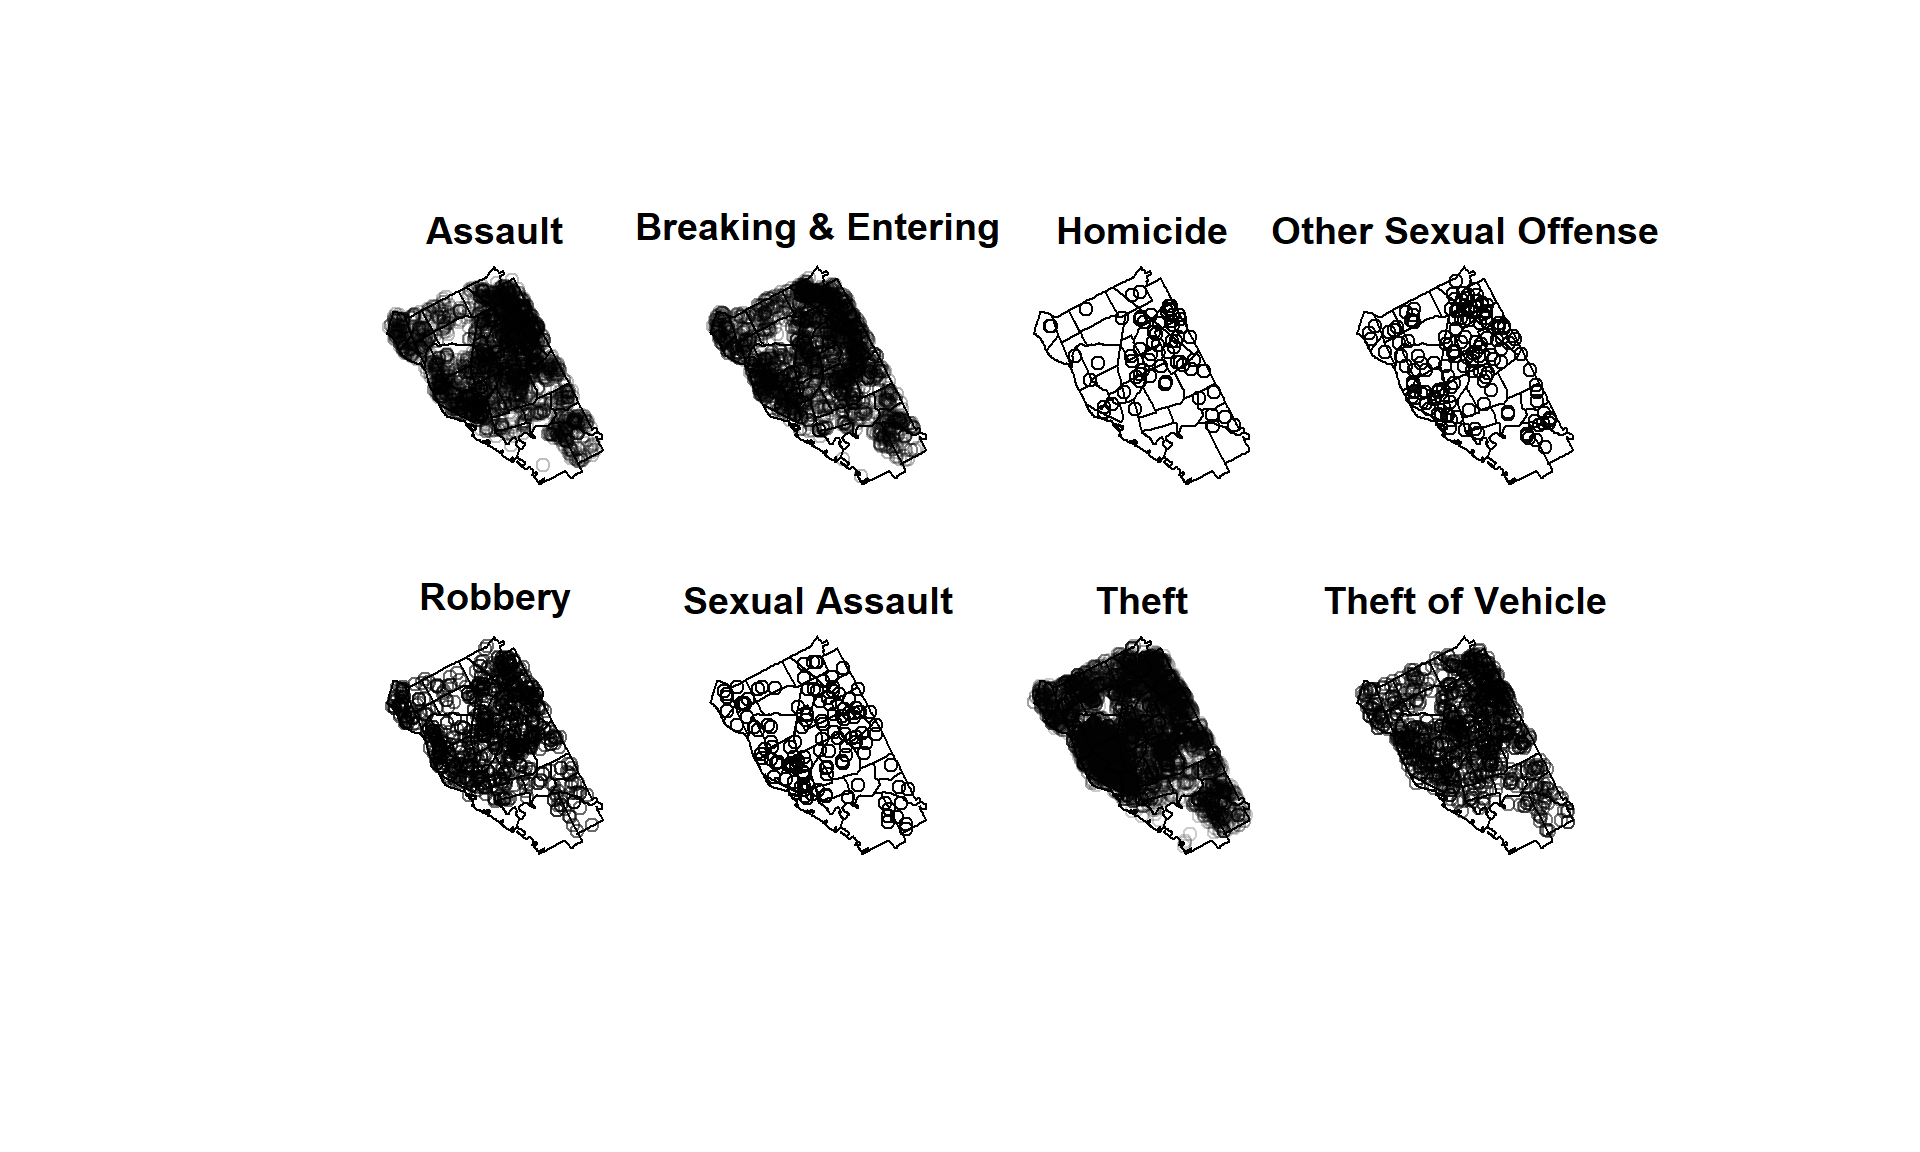 Assault
Breaking & Entering
Homicide
Other Sexual Offense
Robbery
Sexual Assault
Theft
Theft of Vehicle